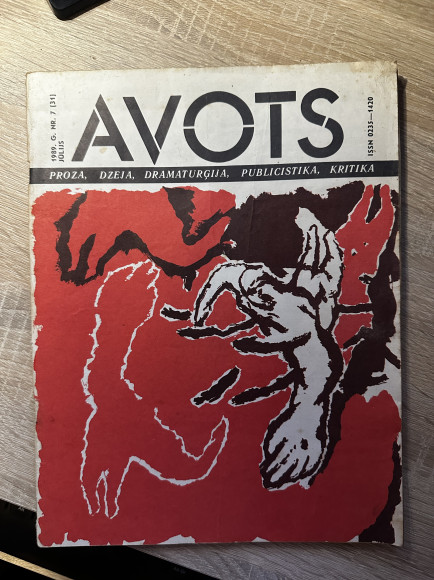 AVOTS
1989. G. NR. 7 (31)
JŪLIJS
ISSN 0235—1420
PROZA, DZEJA, DRAMATURĢIJA, PUBLICISTIKA, KRITIKA